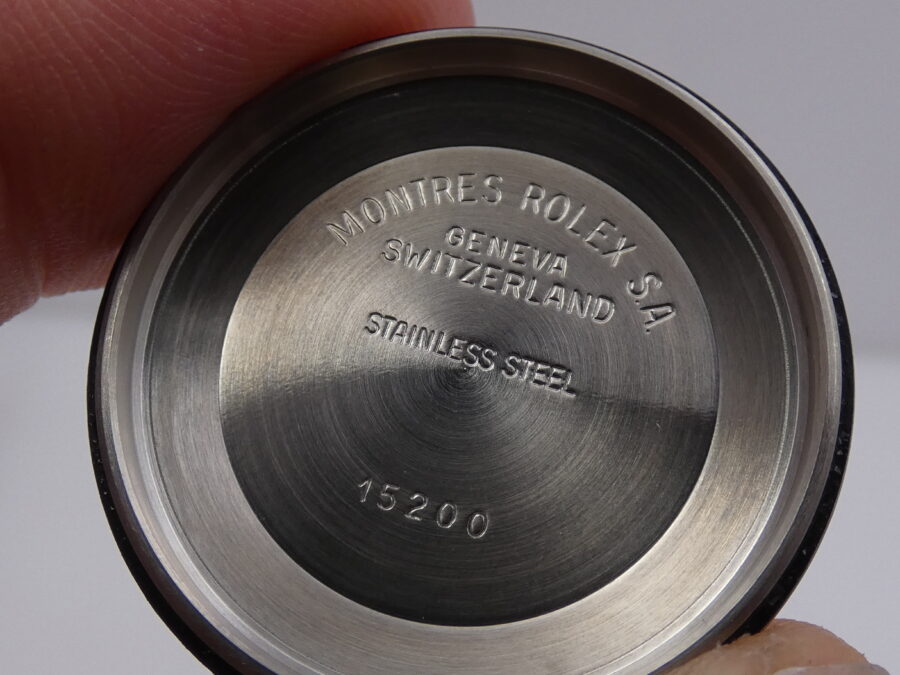 MONTRES ROLEX S.A.
GENEVA
SWITZERLAND
STAINLESS STEEL
15200